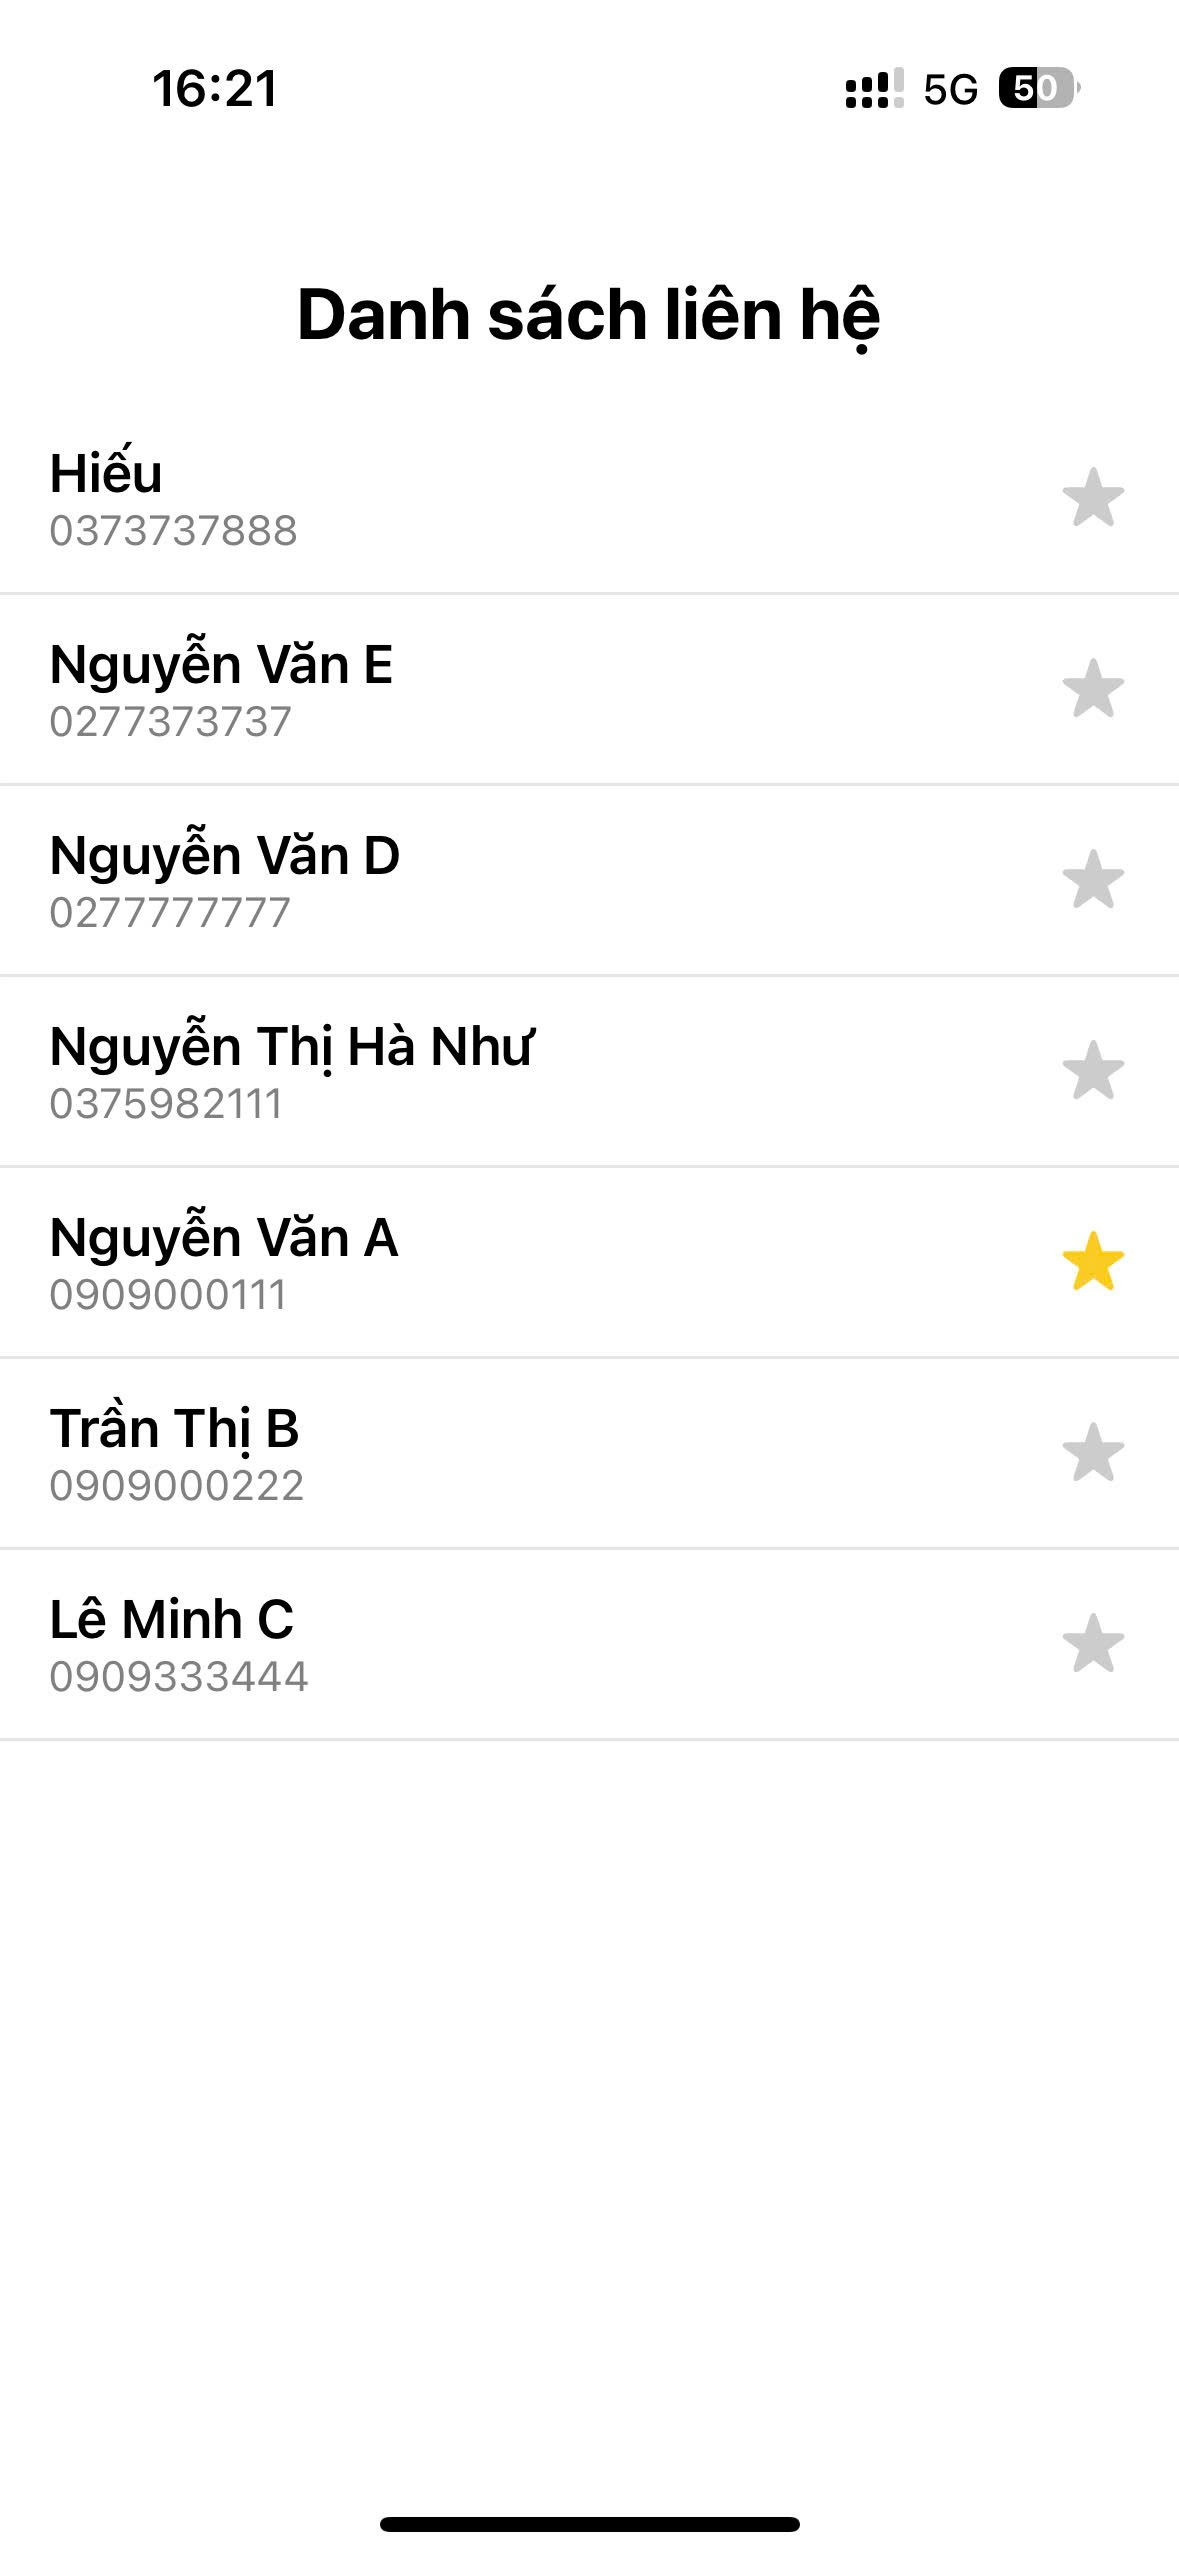 16:21 5G 50
Danh sách liên hệ
Hiếu
0373737888
Nguyễn Văn E
0277373737
Nguyễn Văn D
0277777777
Nguyễn Thị Hà Như
0375982111
Nguyễn Văn A
0909000111
Trần Thị B
0909000222
Lê Minh C
0909333444